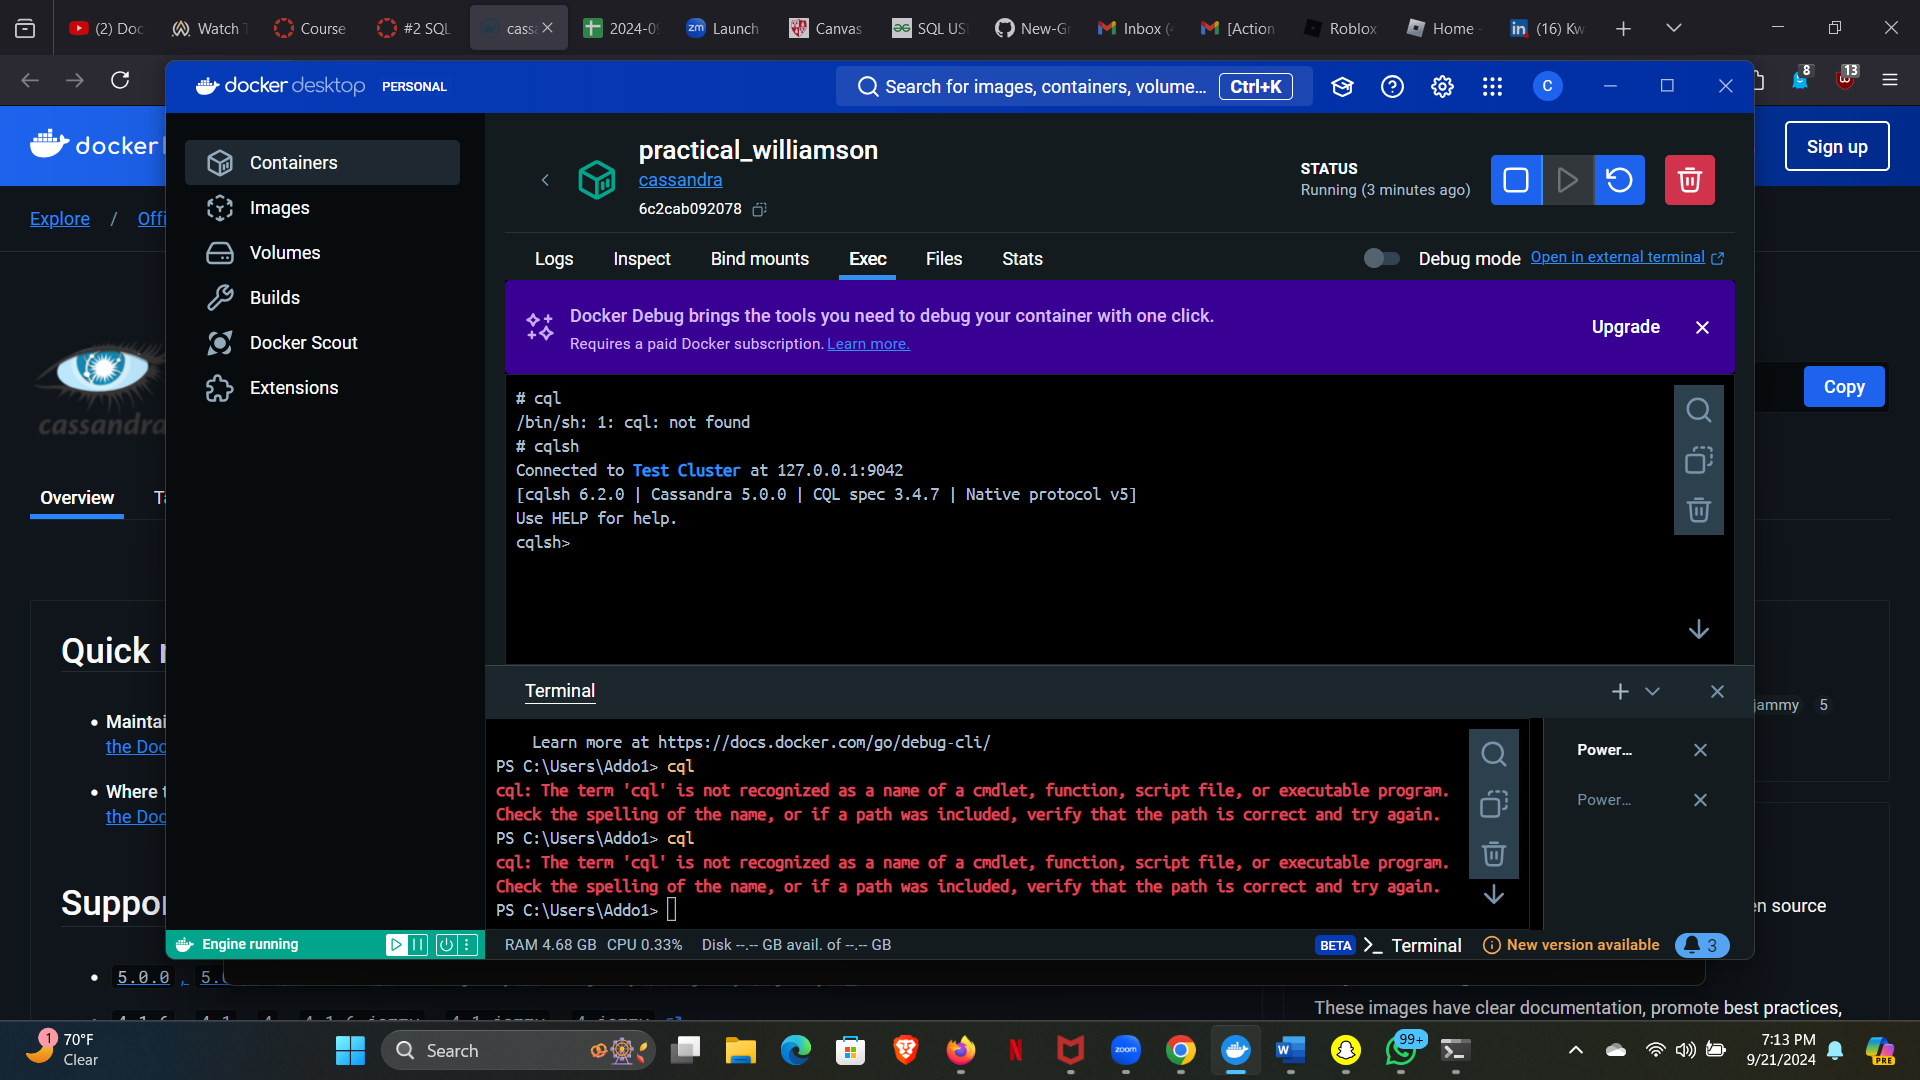 (2) Doc
Watch T
Course
#2 SQL
cass
2024-09
Launch
Canvas
SQL US
New-Gr
Inbox (
[Action
Roblox
Home -
(16) Kw
8
13
docker desktop PERSONAL
Search for images, containers, volume... Ctrl+K
C
docker
Sign up
Containers
Images
Volumes
Builds
Docker Scout
Extensions
practical_williamson
cassandra
6c2cab092078
STATUS
Running (3 minutes ago)
Explore / Offi
Logs Inspect Bind mounts Exec Files Stats
Debug mode Open in external terminal
Docker Debug brings the tools you need to debug your container with one click.
Requires a paid Docker subscription. Learn more.
Upgrade
cassandra
Copy
Overview Ta
# cql
/bin/sh: 1: cql: not found
# cqlsh
Connected to Test Cluster at 127.0.0.1:9042
[cqlsh 6.2.0 | Cassandra 5.0.0 | CQL spec 3.4.7 | Native protocol v5]
Use HELP for help.
cqlsh>
Quick r
Maintai
the Doc
Where t
the Doc
Suppor
5.0.0, 5.0
jammy 5
en source
These images have clear documentation, promote best practices,
Terminal
Learn more at https://docs.docker.com/go/debug-cli/
PS C:\Users\Addo1> cql
cql: The term 'cql' is not recognized as a name of a cmdlet, function, script file, or executable program.
Check the spelling of the name, or if a path was included, verify that the path is correct and try again.
PS C:\Users\Addo1> cql
cql: The term 'cql' is not recognized as a name of a cmdlet, function, script file, or executable program.
Check the spelling of the name, or if a path was included, verify that the path is correct and try again.
PS C:\Users\Addo1>
Power...
Power...
Engine running
RAM 4.68 GB CPU 0.33% Disk --.-- GB avail. of --.-- GB
BETA >_ Terminal
New version available
3
1
70°F
Clear
Search
zoom
99+
7:13 PM
9/21/2024
PRE